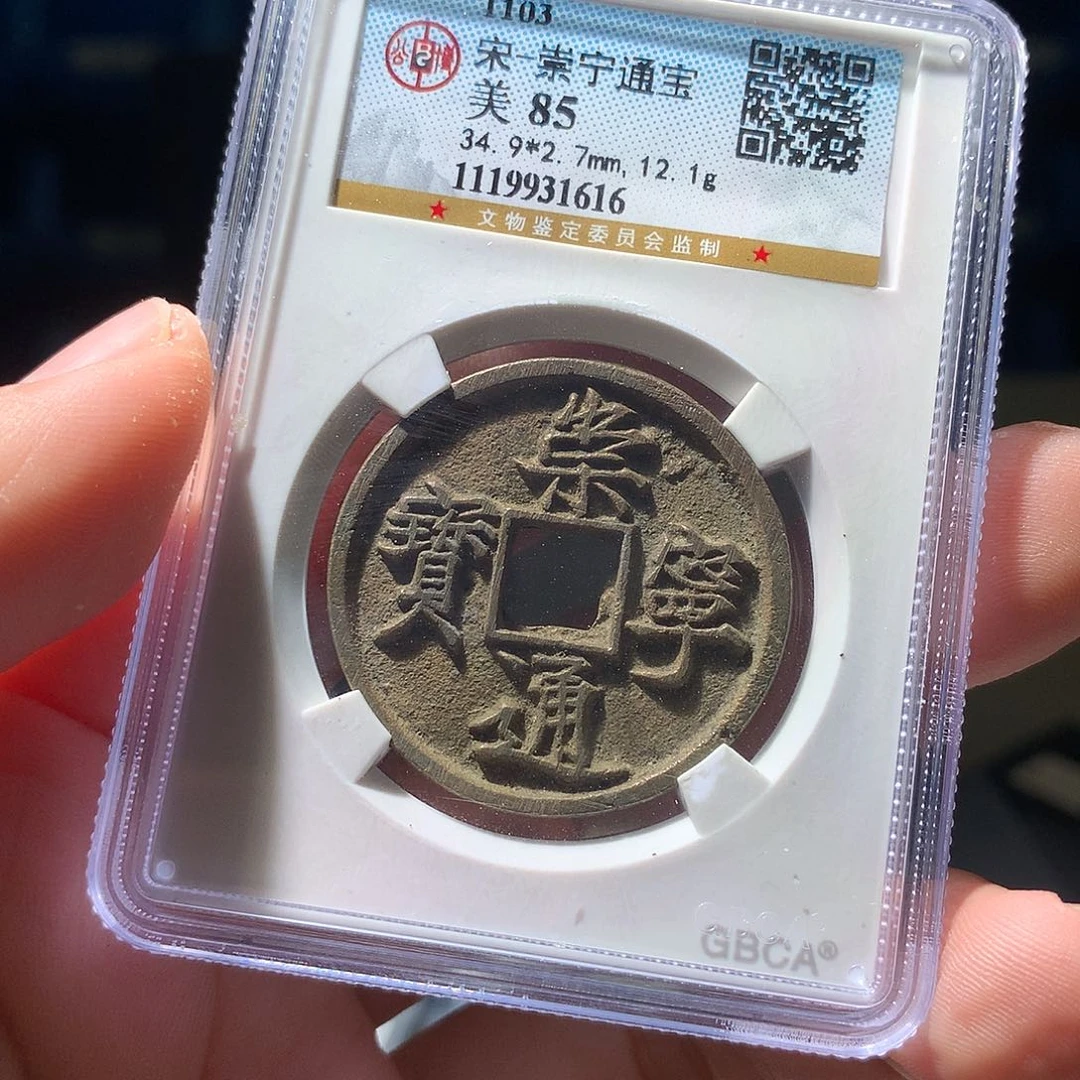 1103
宋-崇宁通宝
美 85
34.9*2.7mm,12.1g
1119931616
★ 文物鉴定委员会监制 ★
崇寧通寶
GBCA®